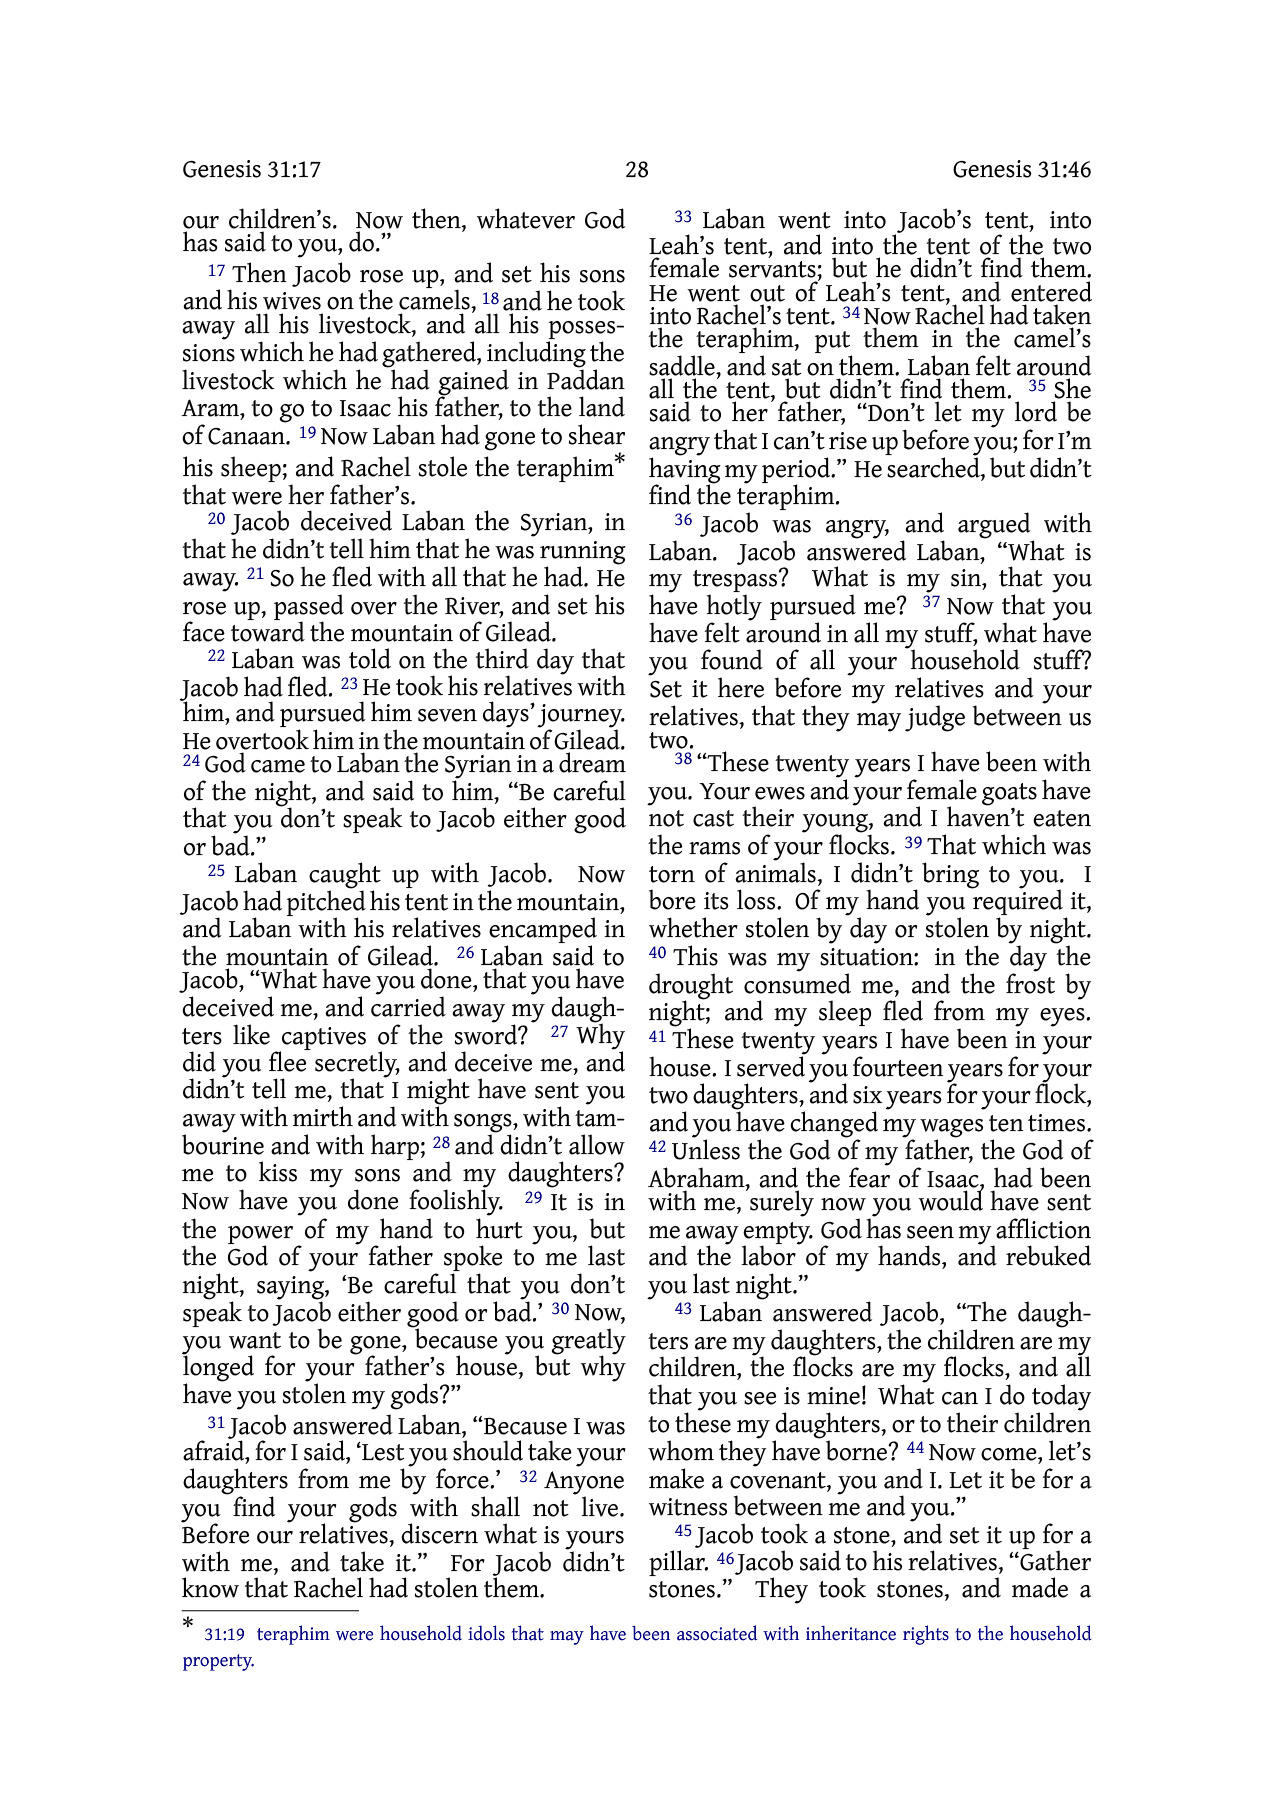 Genesis 31:17 28 Genesis 31:46
our children’s. Now then, whatever God
has said to you, do.”
17 Then Jacob rose up, and set his sons
and his wives on the camels, 18 and he took
away all his livestock, and all his posses-
sions which he had gathered, including the
livestock which he had gained in Paddan
Aram, to go to Isaac his father, to the land
of Canaan. 19 Now Laban had gone to shear
his sheep; and Rachel stole the teraphim*
that were her father’s.
20 Jacob deceived Laban the Syrian, in
that he didn’t tell him that he was running
away. 21 So he fled with all that he had. He
rose up, passed over the River, and set his
face toward the mountain of Gilead.
22 Laban was told on the third day that
Jacob had fled. 23 He took his relatives with
him, and pursued him seven days’ journey.
He overtook him in the mountain of Gilead.
24 God came to Laban the Syrian in a dream
of the night, and said to him, “Be careful
that you don’t speak to Jacob either good
or bad.”
25 Laban caught up with Jacob. Now
Jacob had pitched his tent in the mountain,
and Laban with his relatives encamped in
the mountain of Gilead. 26 Laban said to
Jacob, “What have you done, that you have
deceived me, and carried away my daugh-
ters like captives of the sword? 27 Why
did you flee secretly, and deceive me, and
didn’t tell me, that I might have sent you
away with mirth and with songs, with tam-
bourine and with harp; 28 and didn’t allow
me to kiss my sons and my daughters?
Now have you done foolishly. 29 It is in
the power of my hand to hurt you, but
the God of your father spoke to me last
night, saying, ‘Be careful that you don’t
speak to Jacob either good or bad.’ 30 Now,
you want to be gone, because you greatly
longed for your father’s house, but why
have you stolen my gods?”
31 Jacob answered Laban, “Because I was
afraid, for I said, ‘Lest you should take your
daughters from me by force.’ 32 Anyone
you find your gods with shall not live.
Before our relatives, discern what is yours
with me, and take it.” For Jacob didn’t
know that Rachel had stolen them.
33 Laban went into Jacob’s tent, into
Leah’s tent, and into the tent of the two
female servants; but he didn’t find them.
He went out of Leah’s tent, and entered
into Rachel’s tent. 34 Now Rachel had taken
the teraphim, put them in the camel’s
saddle, and sat on them. Laban felt around
all the tent, but didn’t find them. 35 She
said to her father, “Don’t let my lord be
angry that I can’t rise up before you; for I’m
having my period.” He searched, but didn’t
find the teraphim.
36 Jacob was angry, and argued with
Laban. Jacob answered Laban, “What is
my trespass? What is my sin, that you
have hotly pursued me? 37 Now that you
have felt around in all my stuff, what have
you found of all your household stuff?
Set it here before my relatives and your
relatives, that they may judge between us
two.
38 “These twenty years I have been with
you. Your ewes and your female goats have
not cast their young, and I haven’t eaten
the rams of your flocks. 39 That which was
torn of animals, I didn’t bring to you. I
bore its loss. Of my hand you required it,
whether stolen by day or stolen by night.
40 This was my situation: in the day the
drought consumed me, and the frost by
night; and my sleep fled from my eyes.
41 These twenty years I have been in your
house. I served you fourteen years for your
two daughters, and six years for your flock,
and you have changed my wages ten times.
42 Unless the God of my father, the God of
Abraham, and the fear of Isaac, had been
with me, surely now you would have sent
me away empty. God has seen my affliction
and the labor of my hands, and rebuked
you last night.”
43 Laban answered Jacob, “The daugh-
ters are my daughters, the children are my
children, the flocks are my flocks, and all
that you see is mine! What can I do today
to these my daughters, or to their children
whom they have borne? 44 Now come, let’s
make a covenant, you and I. Let it be for a
witness between me and you.”
45 Jacob took a stone, and set it up for a
pillar. 46 Jacob said to his relatives, “Gather
stones.” They took stones, and made a
* 31:19 teraphim were household idols that may have been associated with inheritance rights to the household
property.